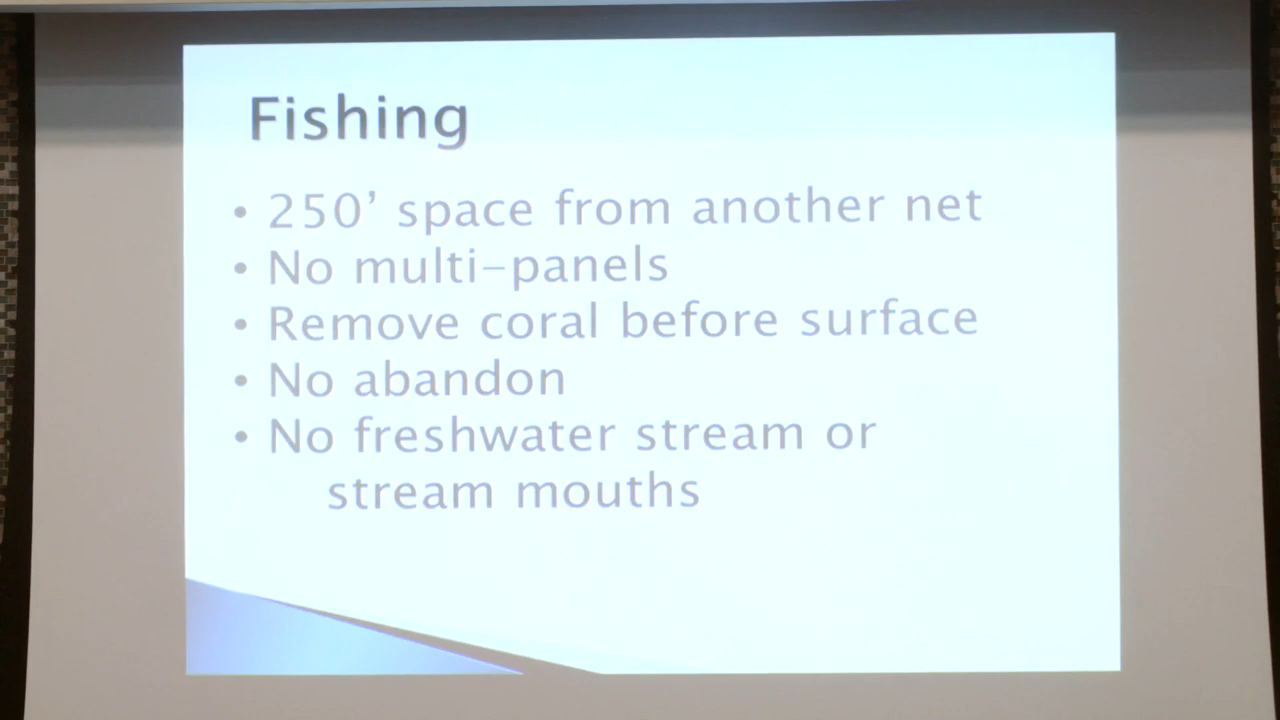 Fishing
• 250’ space from another net
• No multi-panels
• Remove coral before surface
• No abandon
• No freshwater stream or
stream mouths